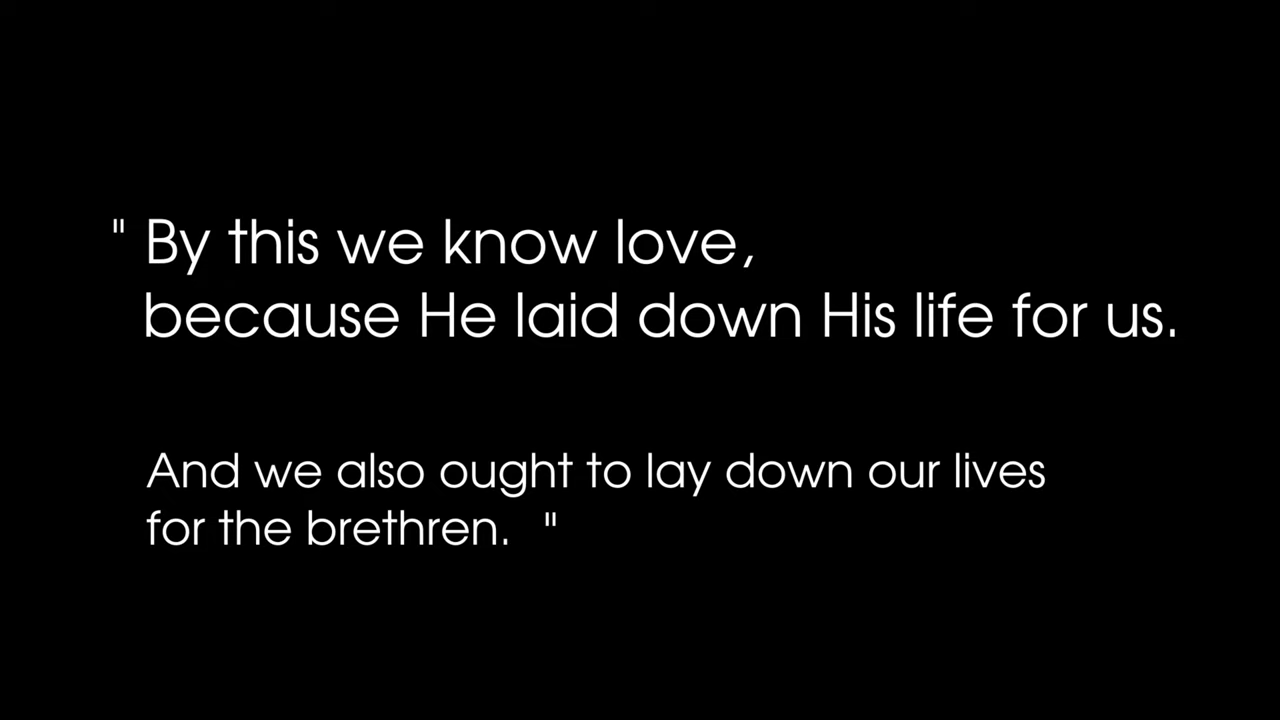 " By this we know love,
because He laid down His life for us.
And we also ought to lay down our lives
for the brethren. "